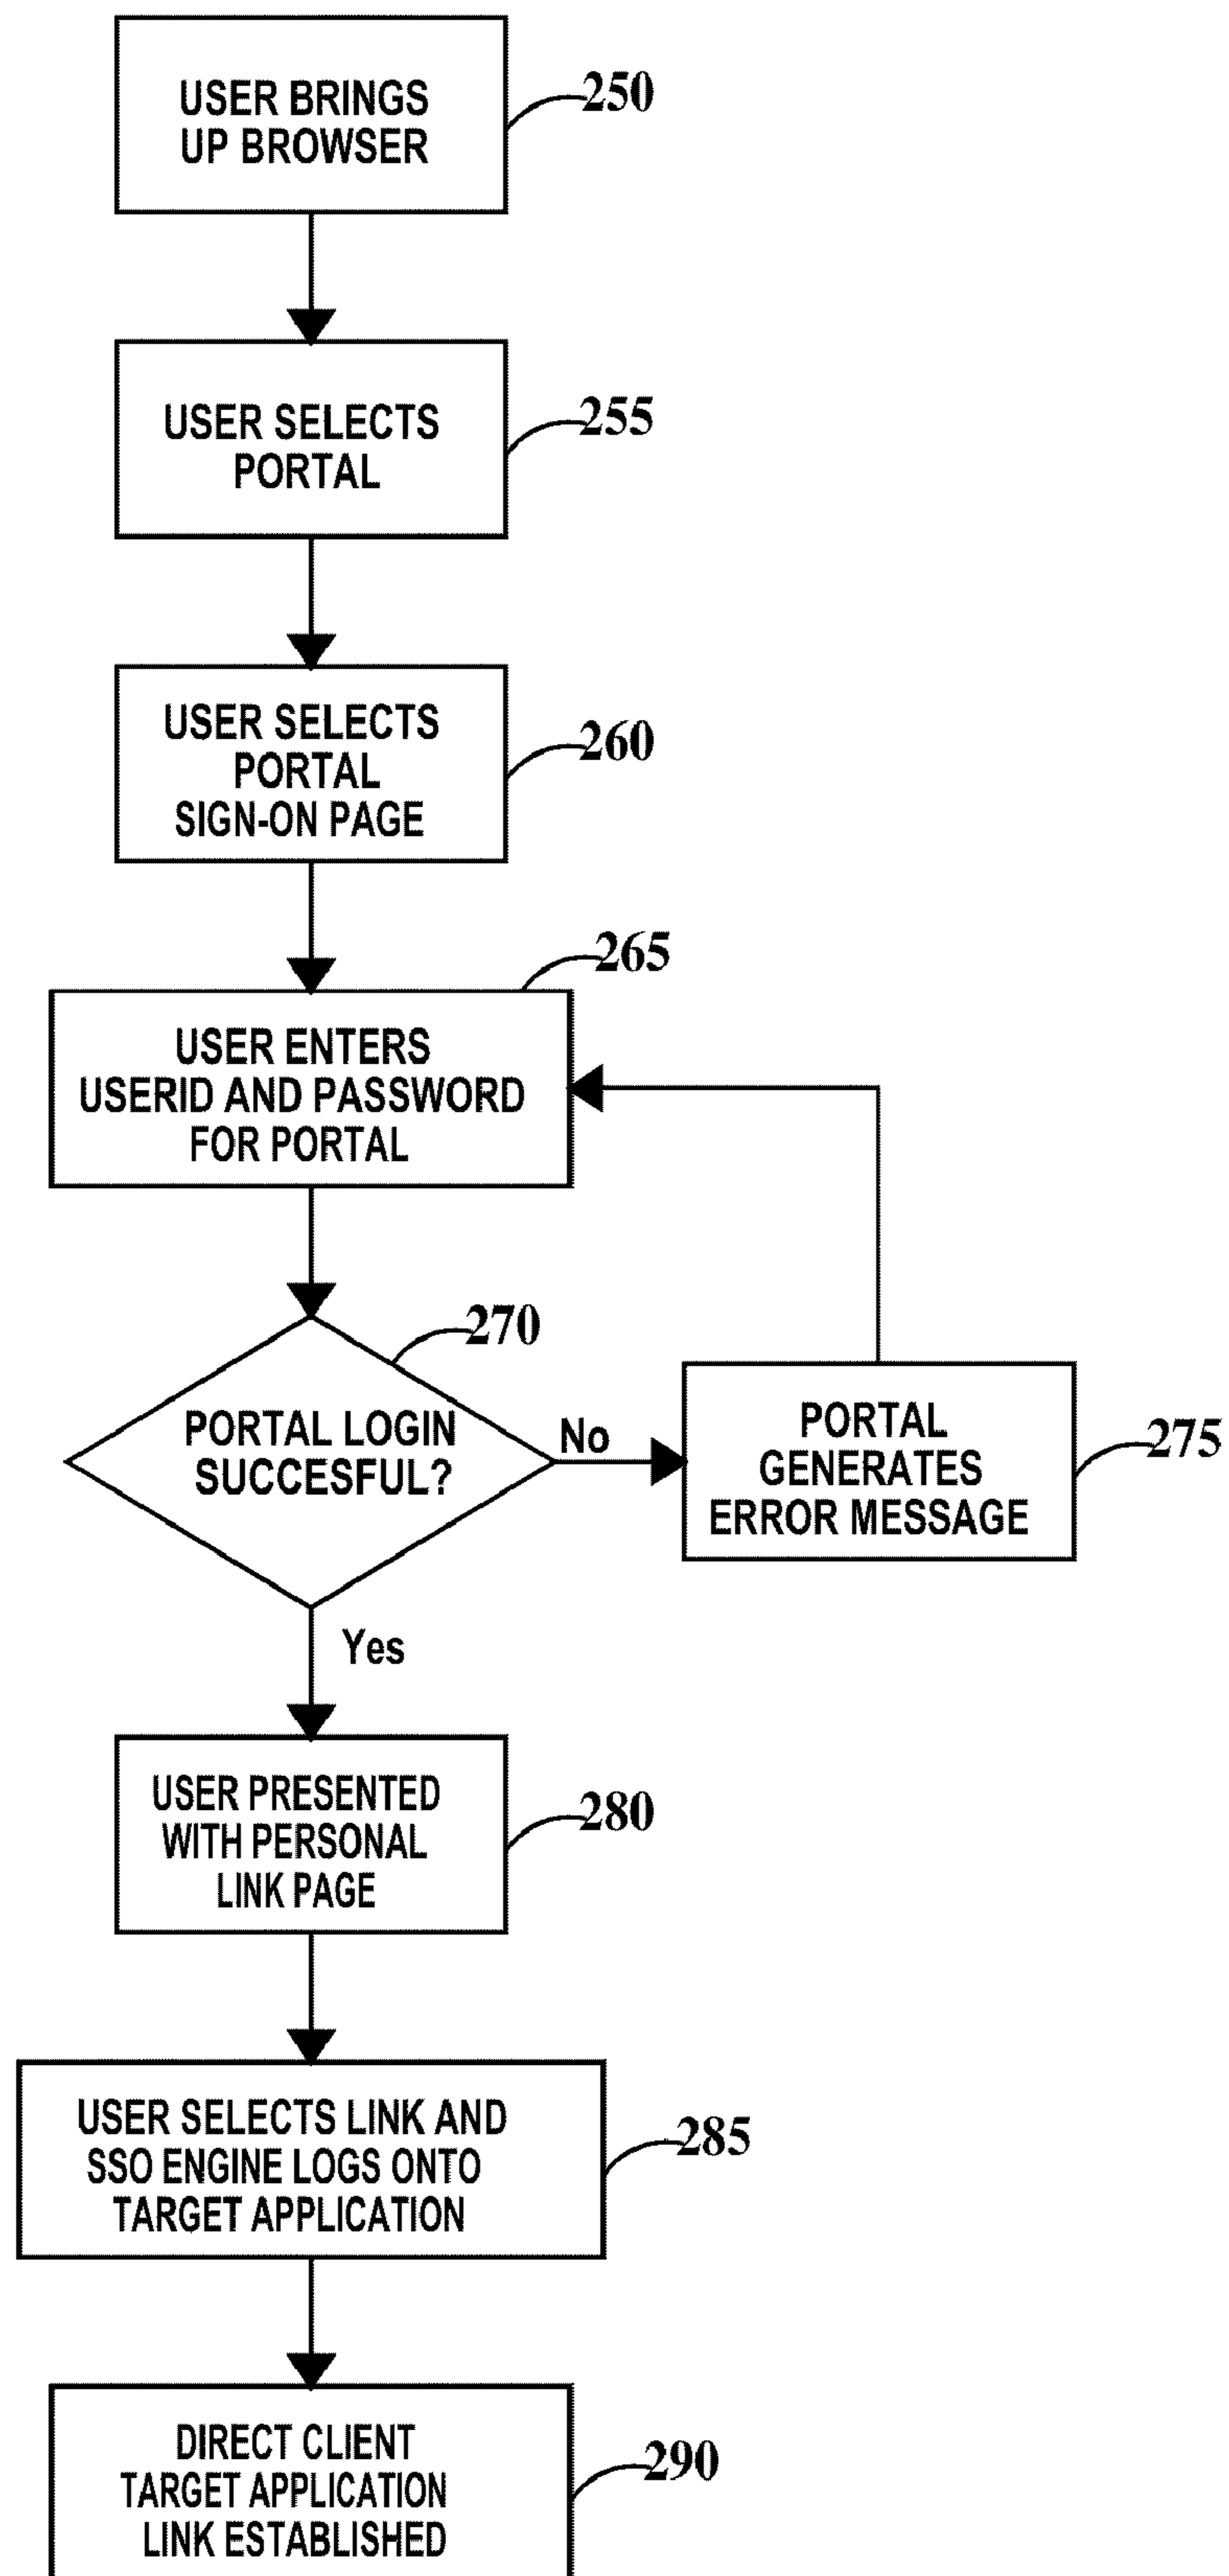 USER BRINGS
UP BROWSER
250
USER SELECTS
PORTAL
255
USER SELECTS
PORTAL
SIGN-ON PAGE
260
265
USER ENTERS
USERID AND PASSWORD
FOR PORTAL
270
PORTAL LOGIN
SUCCESFUL?
No
PORTAL
GENERATES
ERROR MESSAGE
275
Yes
USER PRESENTED
WITH PERSONAL
LINK PAGE
280
USER SELECTS LINK AND
SSO ENGINE LOGS ONTO
TARGET APPLICATION
285
DIRECT CLIENT
TARGET APPLICATION
LINK ESTABLISHED
290